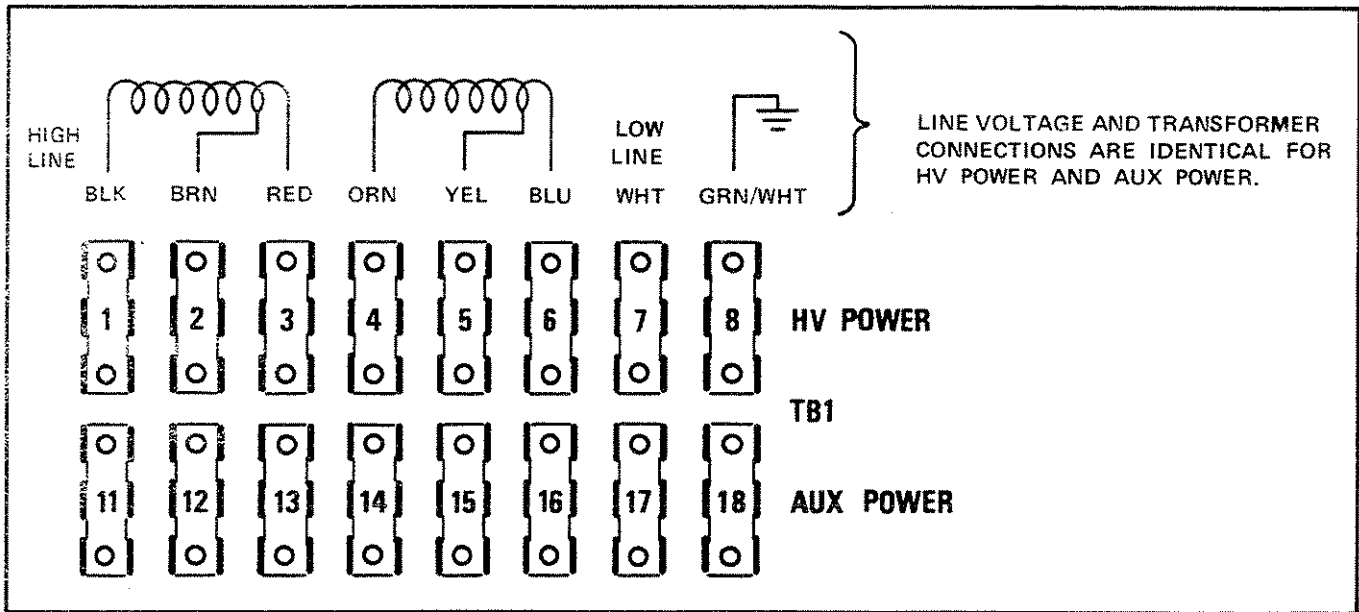 HIGH
LINE
LOW
LINE
BLK BRN RED ORN YEL BLU WHT GRN/WHT
LINE VOLTAGE AND TRANSFORMER
CONNECTIONS ARE IDENTICAL FOR
HV POWER AND AUX POWER.
1 2 3 4 5 6 7 8 HV POWER
TB1
11 12 13 14 15 16 17 18 AUX POWER